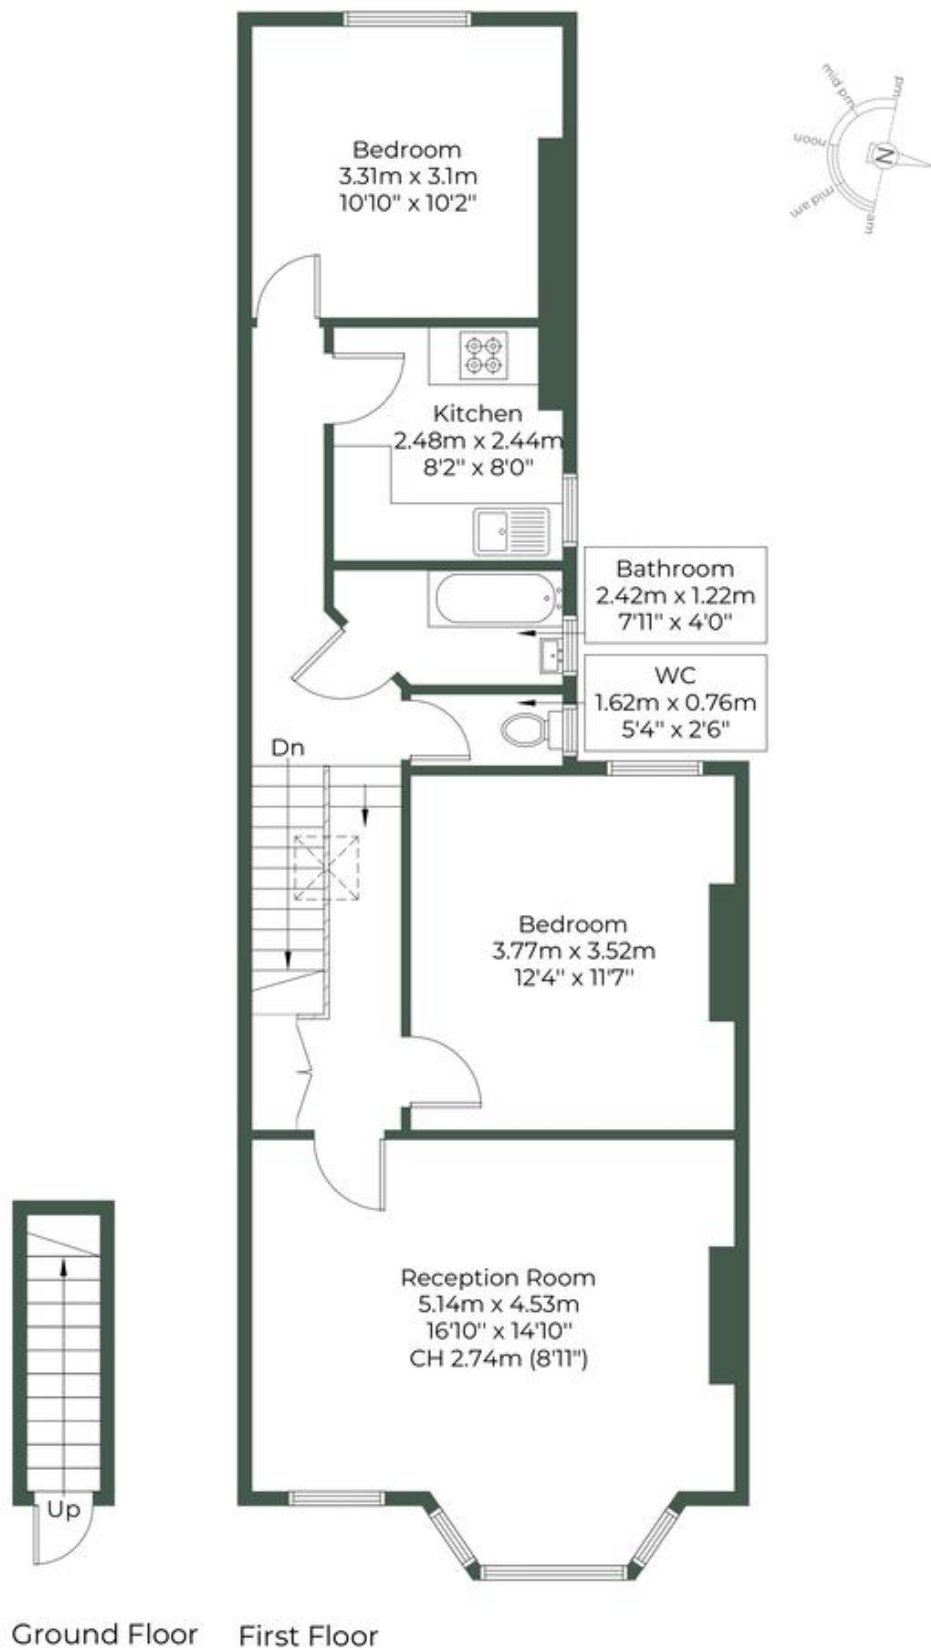 Bedroom
3.31m x 3.1m
10'10" x 10'2"
mid pm
pm
noon
N
mid am
am
Kitchen
2.48m x 2.44m
8'2" x 8'0"
Bathroom
2.42m x 1.22m
7'11" x 4'0"
WC
1.62m x 0.76m
5'4" x 2'6"
Dn
Bedroom
3.77m x 3.52m
12'4" x 11'7"
Reception Room
5.14m x 4.53m
16'10" x 14'10"
CH 2.74m (8'11")
Up
Ground Floor
First Floor